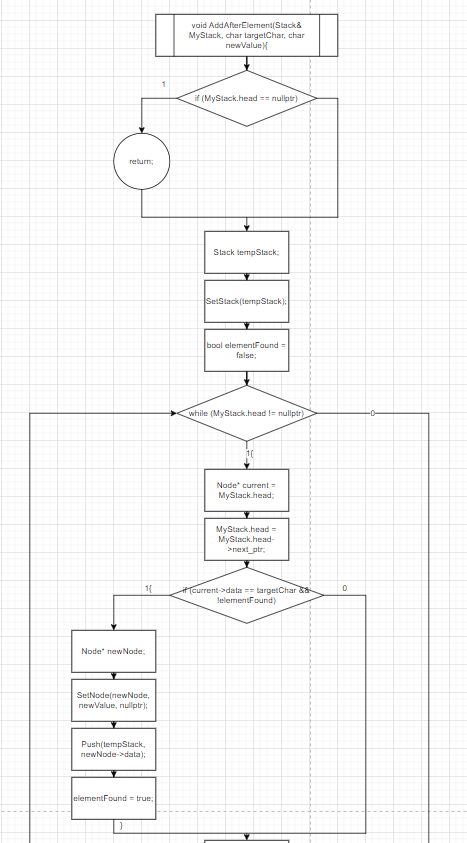 void AddAfterElement(Stack&
MyStack, char targetChar, char
newValue){
1
if (MyStack.head == nullptr)
return;
Stack tempStack;
SetStack(tempStack);
bool elementFound =
false;
while (MyStack.head != nullptr)
0
1{
Node* current =
MyStack.head;
MyStack.head =
MyStack.head-
>next_ptr;
1{
if (current->data == targetChar &&
!elementFound)
0
Node* newNode;
SetNode(newNode,
newValue, nullptr);
Push(tempStack,
newNode->data);
elementFound = true;
}